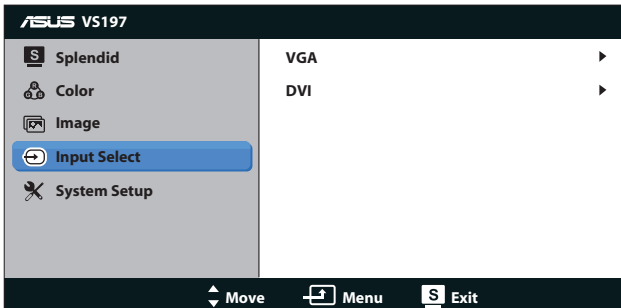 ASUS VS197
S Splendid
R G B Color
Image
Input Select
System Setup
VGA
DVI
Move Menu S Exit